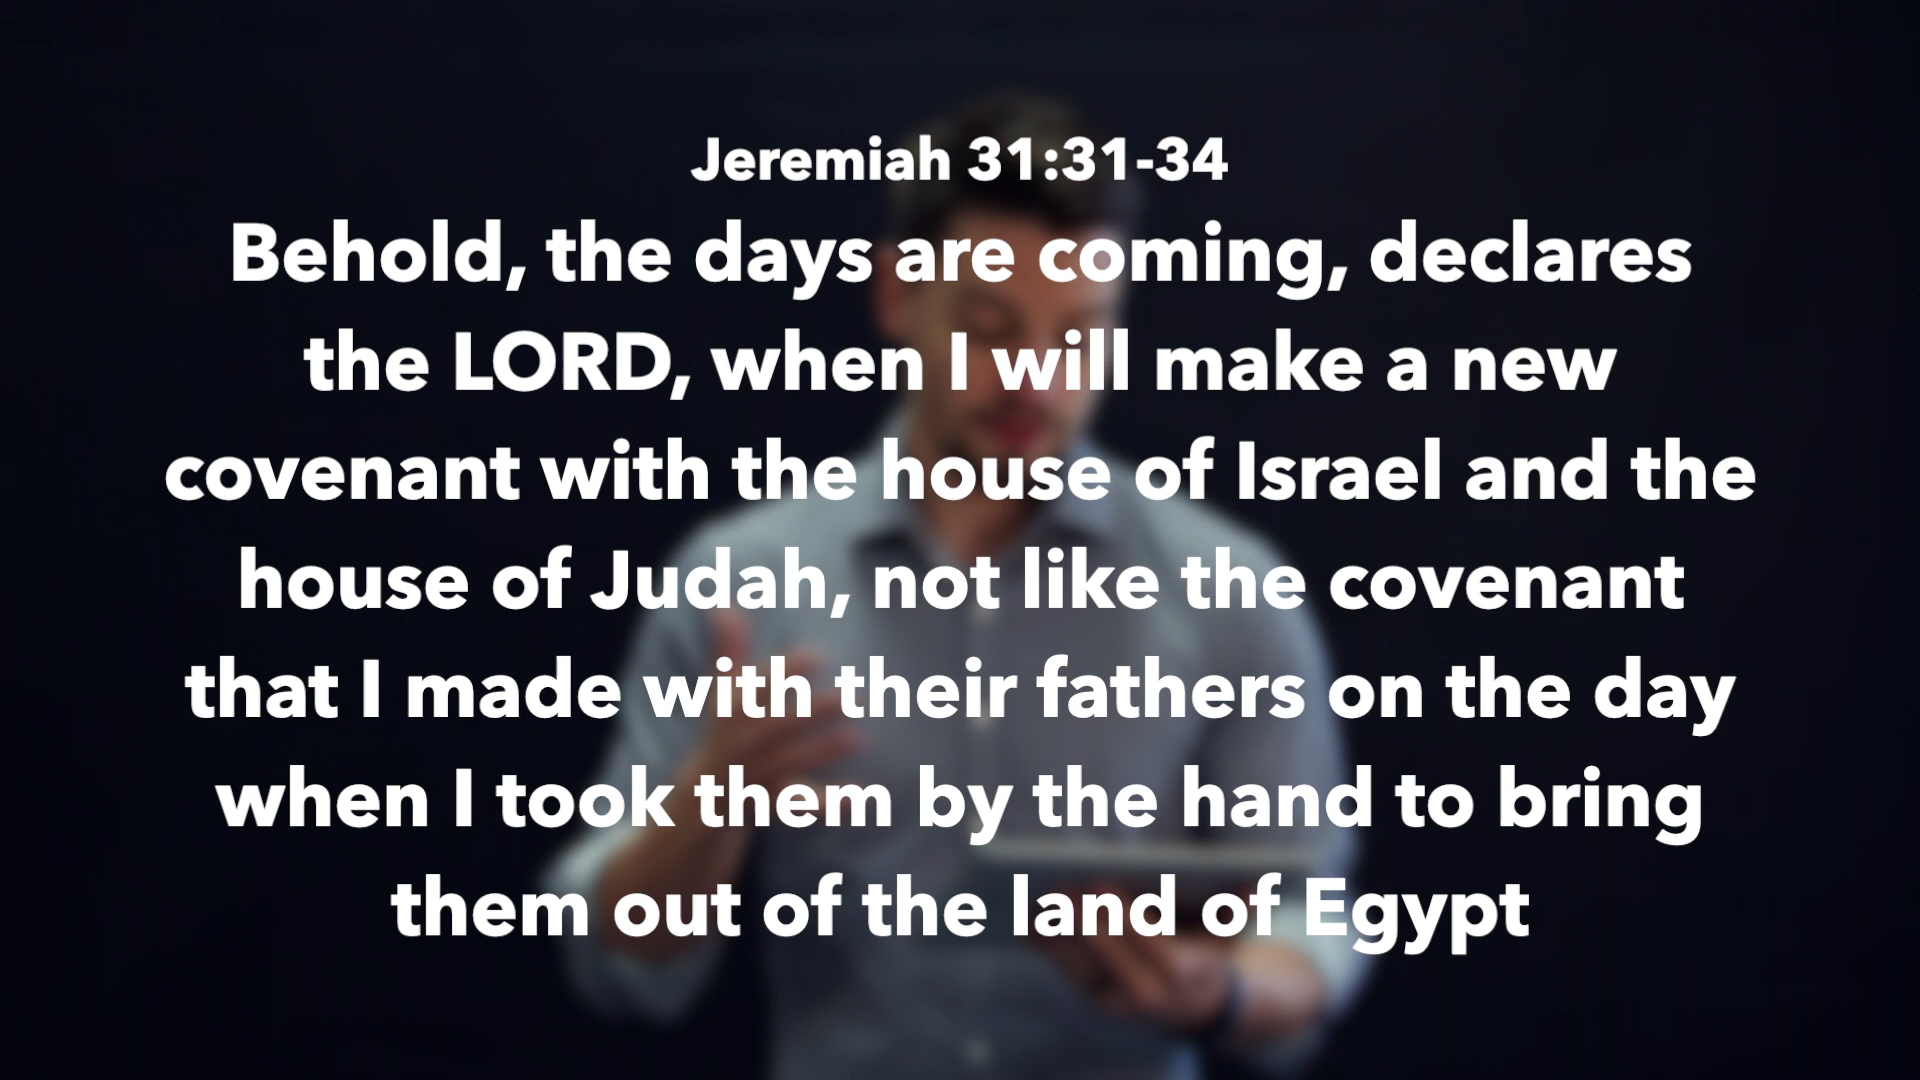 Jeremiah 31:31-34
Behold, the days are coming, declares
the LORD, when I will make a new
covenant with the house of Israel and the
house of Judah, not like the covenant
that I made with their fathers on the day
when I took them by the hand to bring
them out of the land of Egypt